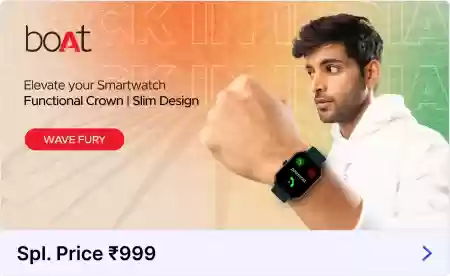 boAt
Elevate your Smartwatch
Functional Crown | Slim Design
WAVE FURY
Spl. Price ₹999